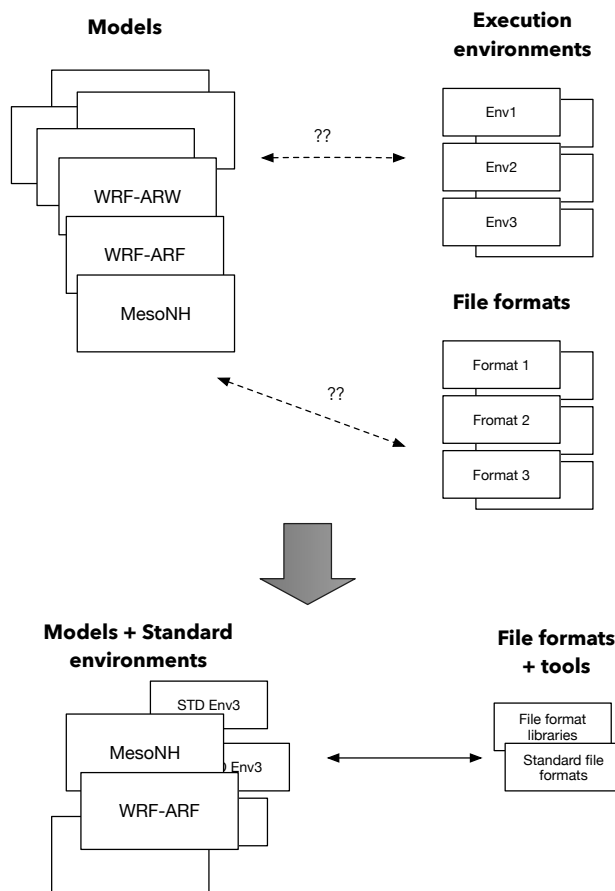 Models
Execution
environments
WRF-ARW
WRF-ARF
MesoNH
??
Env1
Env2
Env3
File formats
??
Format 1
Fromat 2
Format 3
Models + Standard
environments
STD Env3
MesoNH
D Env3
WRF-ARF
File formats
+ tools
File format
libraries
Standard file
formats